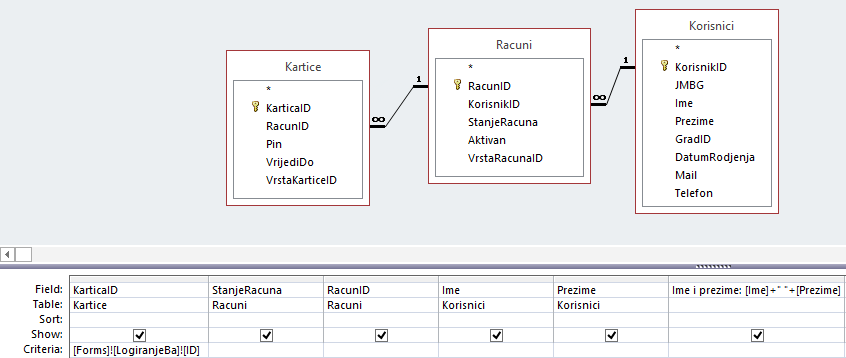 Kartice
*
KarticaID
RacunID
Pin
VrijediDo
VrstaKarticeID
1
∞
Racuni
*
RacunID
KorisnikID
StanjeRacuna
Aktivan
VrstaRacunaID
1
∞
Korisnici
*
KorisnikID
JMBG
Ime
Prezime
GradID
DatumRodjenja
Mail
Telefon
Field: KarticaID StanjeRacuna RacunID Ime Prezime Ime i prezime: [Ime]+" "+[Prezime]
Table: Kartice Racuni Racuni Korisnici Korisnici
Sort:
Show:
Criteria: [Forms]![LogiranjeBa]![ID]